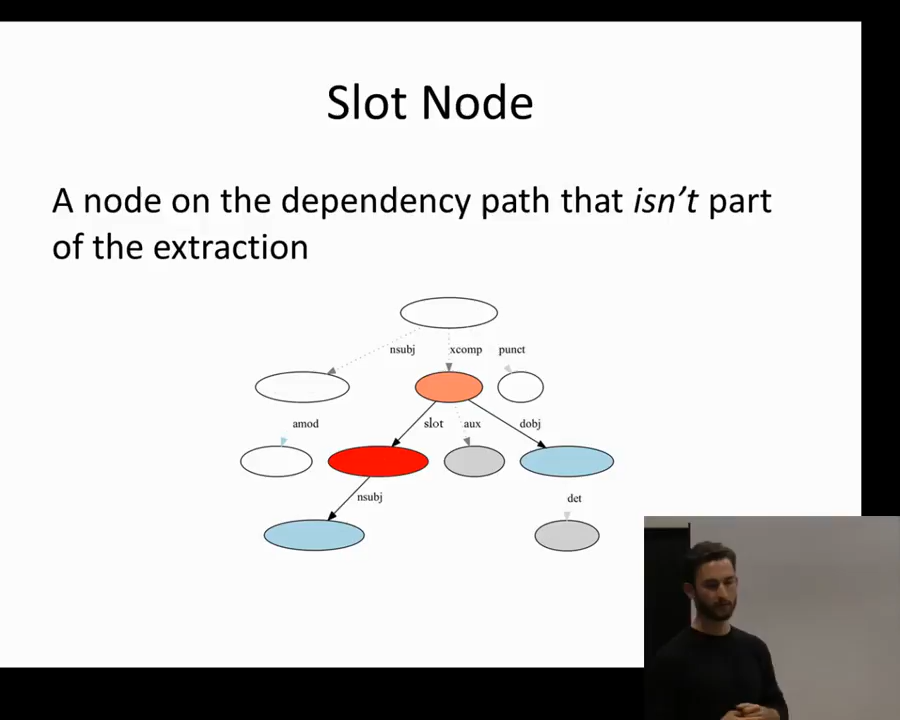 Slot Node
A node on the dependency path that isn't part
of the extraction
nsubj xcomp punct
amod slot aux dobj
nsubj det